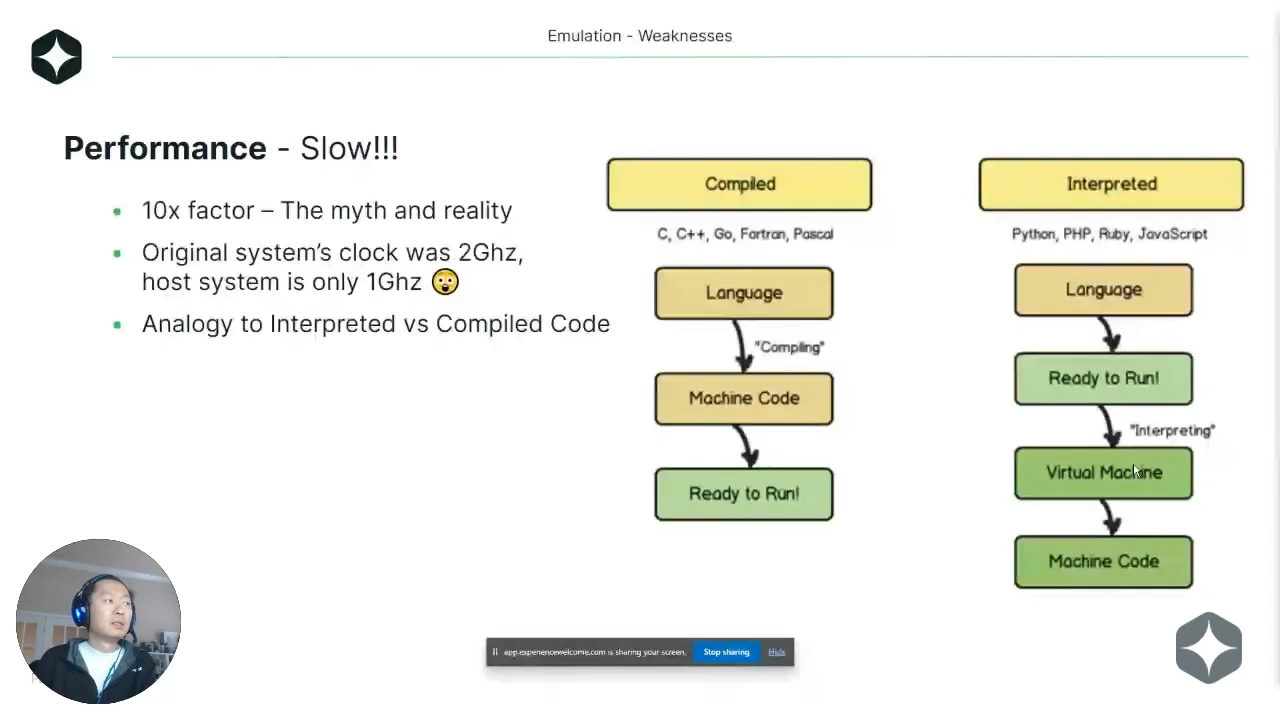 Emulation - Weaknesses
Performance - Slow!!!
10x factor – The myth and reality
Original system's clock was 2Ghz,
host system is only 1Ghz 😲
Analogy to Interpreted vs Compiled Code
Compiled
C, C++, Go, Fortran, Pascal
Language
"Compiling"
Machine Code
Ready to Run!
Interpreted
Python, PHP, Ruby, JavaScript
Language
Ready to Run!
"Interpreting"
Virtual Machine
Machine Code
app.experiencewelcome.com is sharing your screen.
Stop sharing
Hide